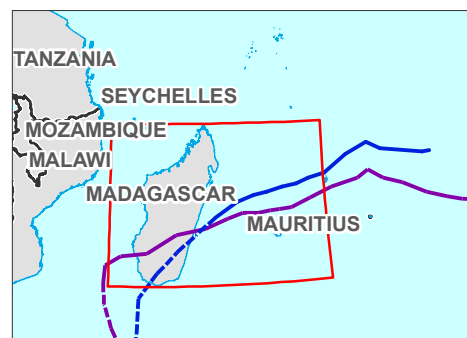 TANZANIA
SEYCHELLES
MOZAMBIQUE
MALAWI
MADAGASCAR
MAURITIUS